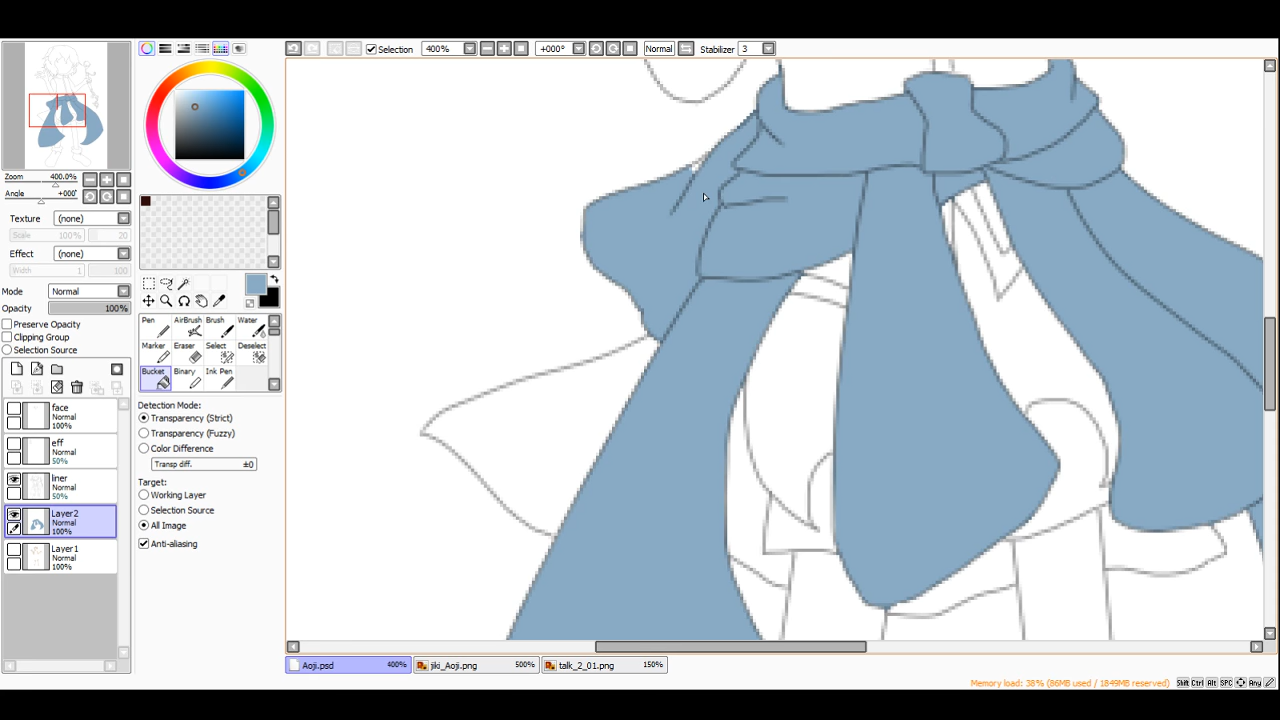 Selection 400% +000° Normal Stabilizer 3
Zoom 400.0%
Angle +000°
Texture (none)
Scale 100% 20
Effect (none)
Width 1 100
Mode Normal
Opacity 100%
Preserve Opacity
Clipping Group
Selection Source
face
Normal
100%
eff
Normal
50%
liner
Normal
50%
Layer2
Normal
100%
Layer1
Normal
100%
Pen AirBrush Brush Water
Marker Eraser Select Deselect
Bucket Binary Ink Pen
Detection Mode:
Transparency (Strict)
Transparency (Fuzzy)
Color Difference
Transp diff. ±0
Target:
Working Layer
Selection Source
All Image
Anti-aliasing
Aoji.psd 400% jiki_Aoji.png 500% talk_2_01.png 150%
Memory load: 38% (86MB used / 1849MB reserved) Shift Ctrl Alt SPC Any